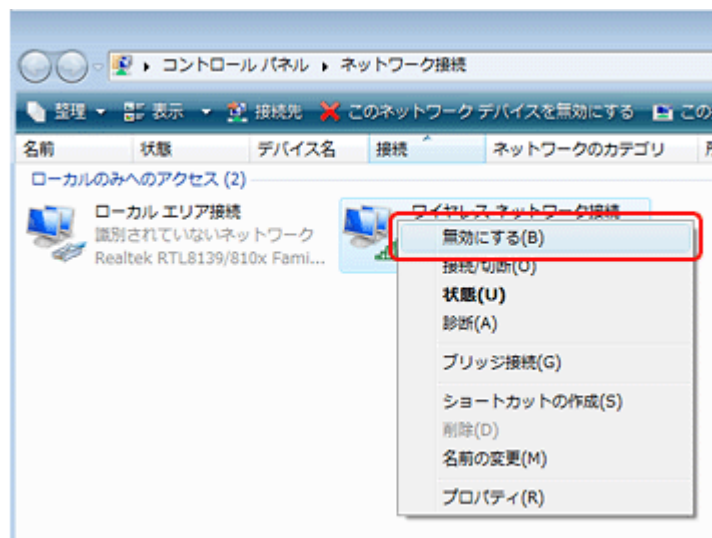 コントロール パネル ▸ ネットワーク接続
整理 表示 接続先 このネットワーク デバイスを無効にする この
名前 状態 デバイス名 接続 ネットワークのカテゴリ
ローカルのみへのアクセス (2)
ローカル エリア接続
識別されていないネットワーク
Realtek RTL8139/810x Fami...
ワイヤレス ネットワーク接続
無効にする(B)
接続/切断(O)
状態(U)
診断(A)
ブリッジ接続(G)
ショートカットの作成(S)
削除(D)
名前の変更(M)
プロパティ(R)